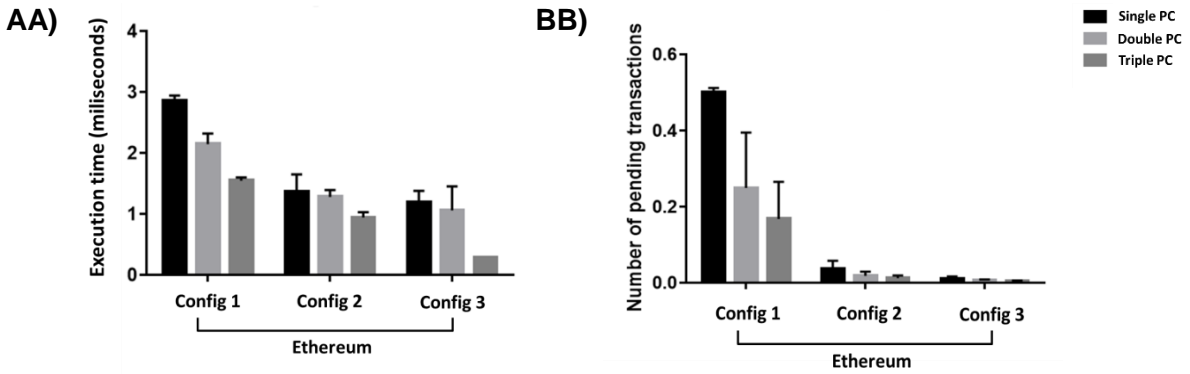 AA)
Execution time (miliseconds)
4
3
2
1
0
Config 1
Config 2
Config 3
Ethereum
BB)
Number of pending transactions
0.6
0.4
0.2
0.0
Config 1
Config 2
Config 3
Ethereum
Single PC
Double PC
Triple PC